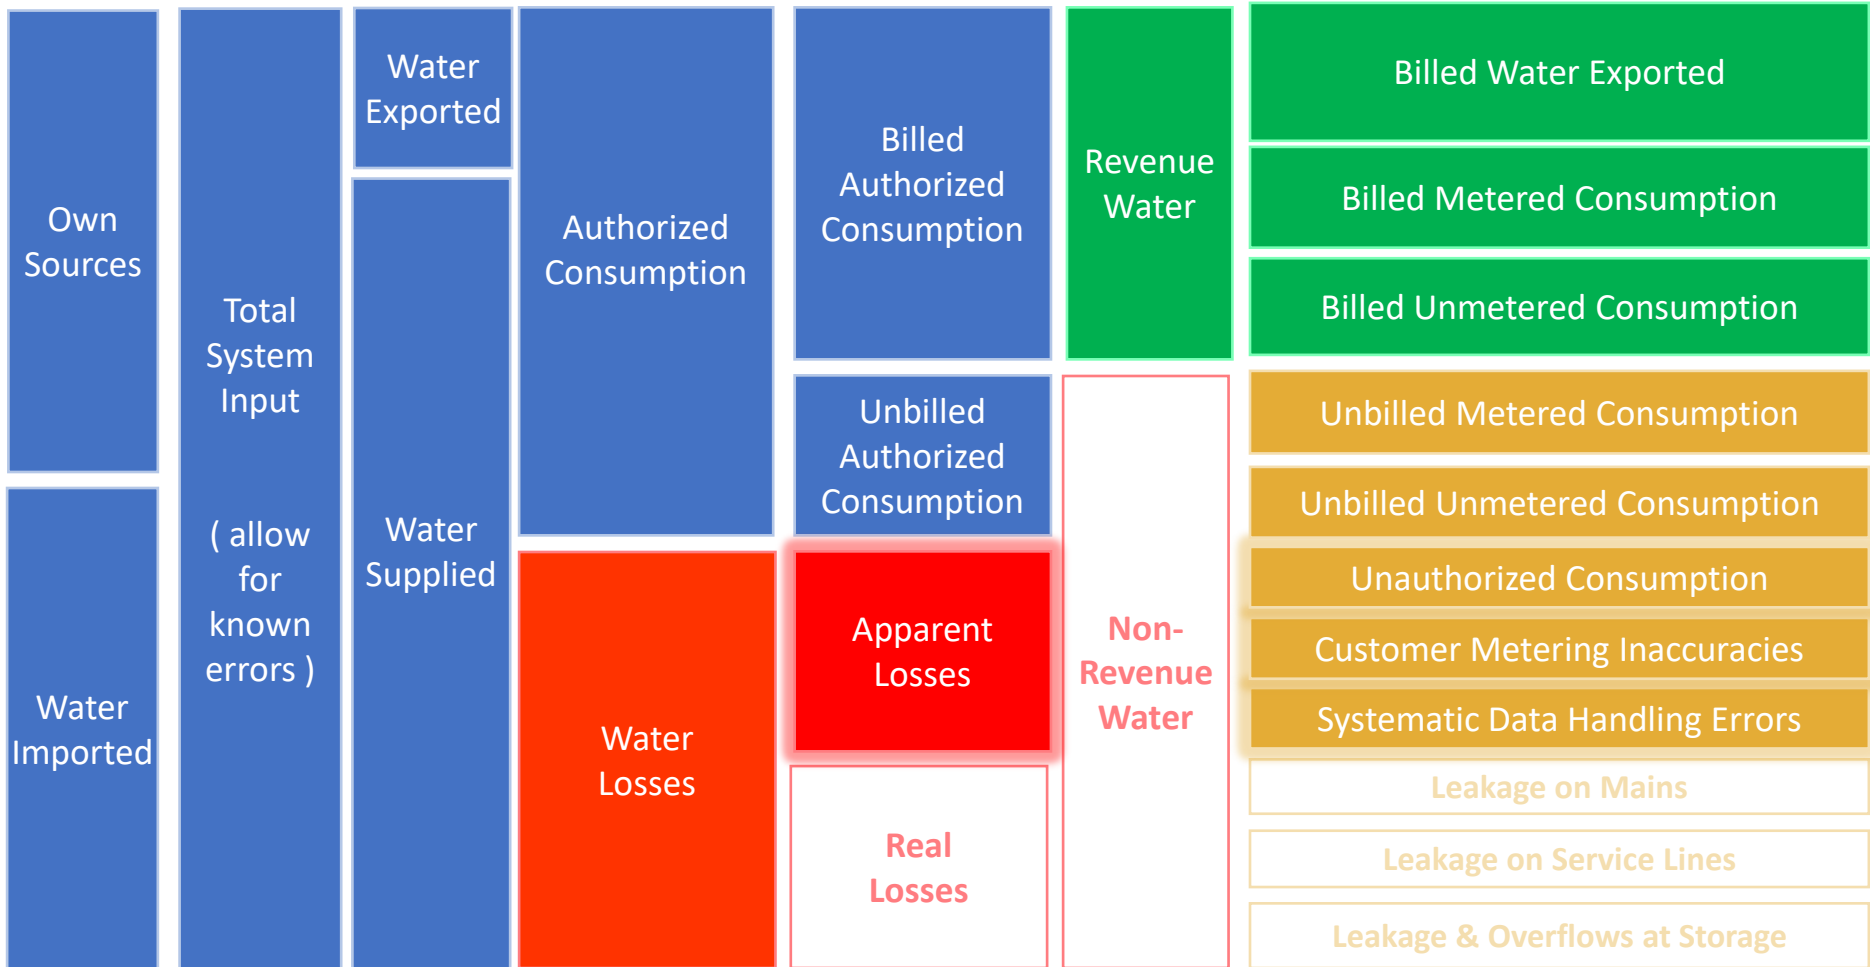 Own
Sources
Water
Imported
Total
System
Input
( allow
for
known
errors )
Water
Exported
Water
Supplied
Authorized
Consumption
Water
Losses
Billed
Authorized
Consumption
Unbilled
Authorized
Consumption
Apparent
Losses
Real
Losses
Revenue
Water
Non-
Revenue
Water
Billed Water Exported
Billed Metered Consumption
Billed Unmetered Consumption
Unbilled Metered Consumption
Unbilled Unmetered Consumption
Unauthorized Consumption
Customer Metering Inaccuracies
Systematic Data Handling Errors
Leakage on Mains
Leakage on Service Lines
Leakage & Overflows at Storage